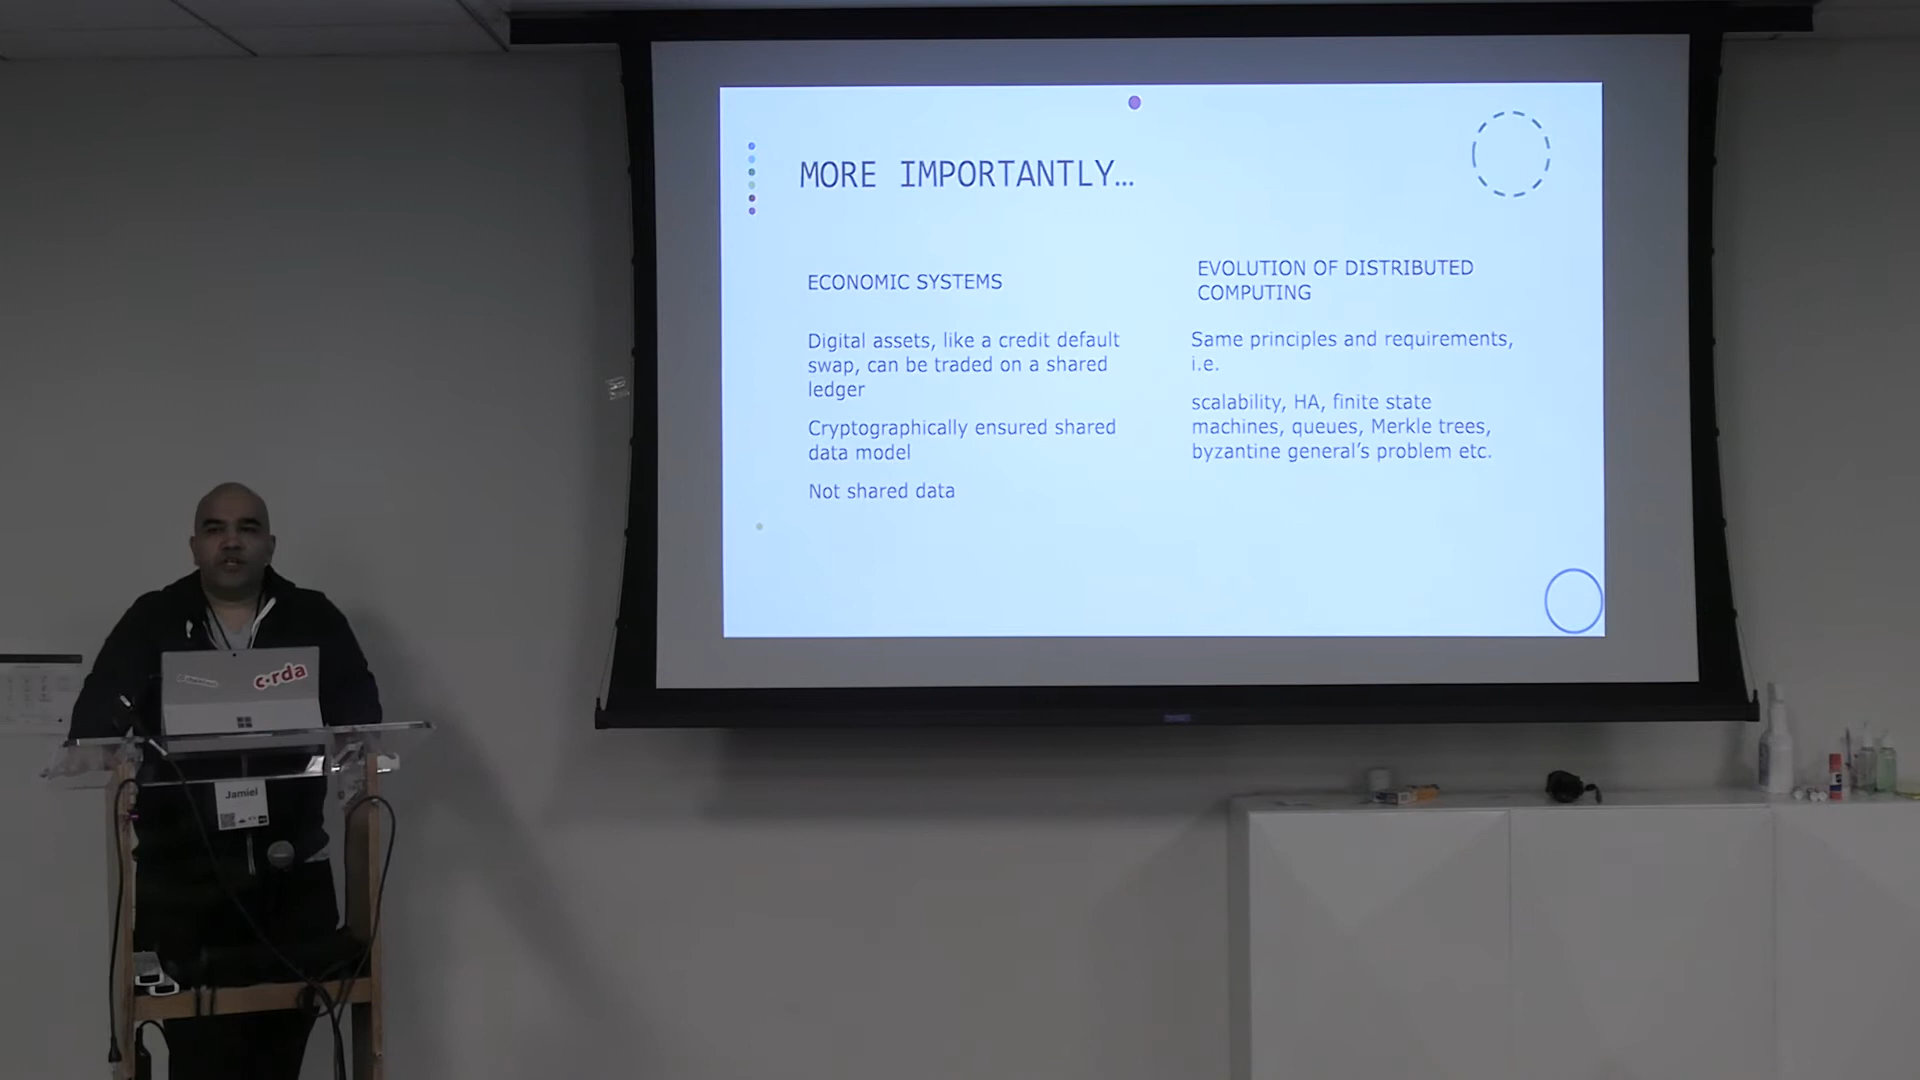 MORE IMPORTANTLY…
ECONOMIC SYSTEMS
Digital assets, like a credit default
swap, can be traded on a shared
ledger
Cryptographically ensured shared
data model
Not shared data
EVOLUTION OF DISTRIBUTED
COMPUTING
Same principles and requirements,
i.e.
scalability, HA, finite state
machines, queues, Merkle trees,
byzantine general’s problem etc.
c·rda
Jamiel